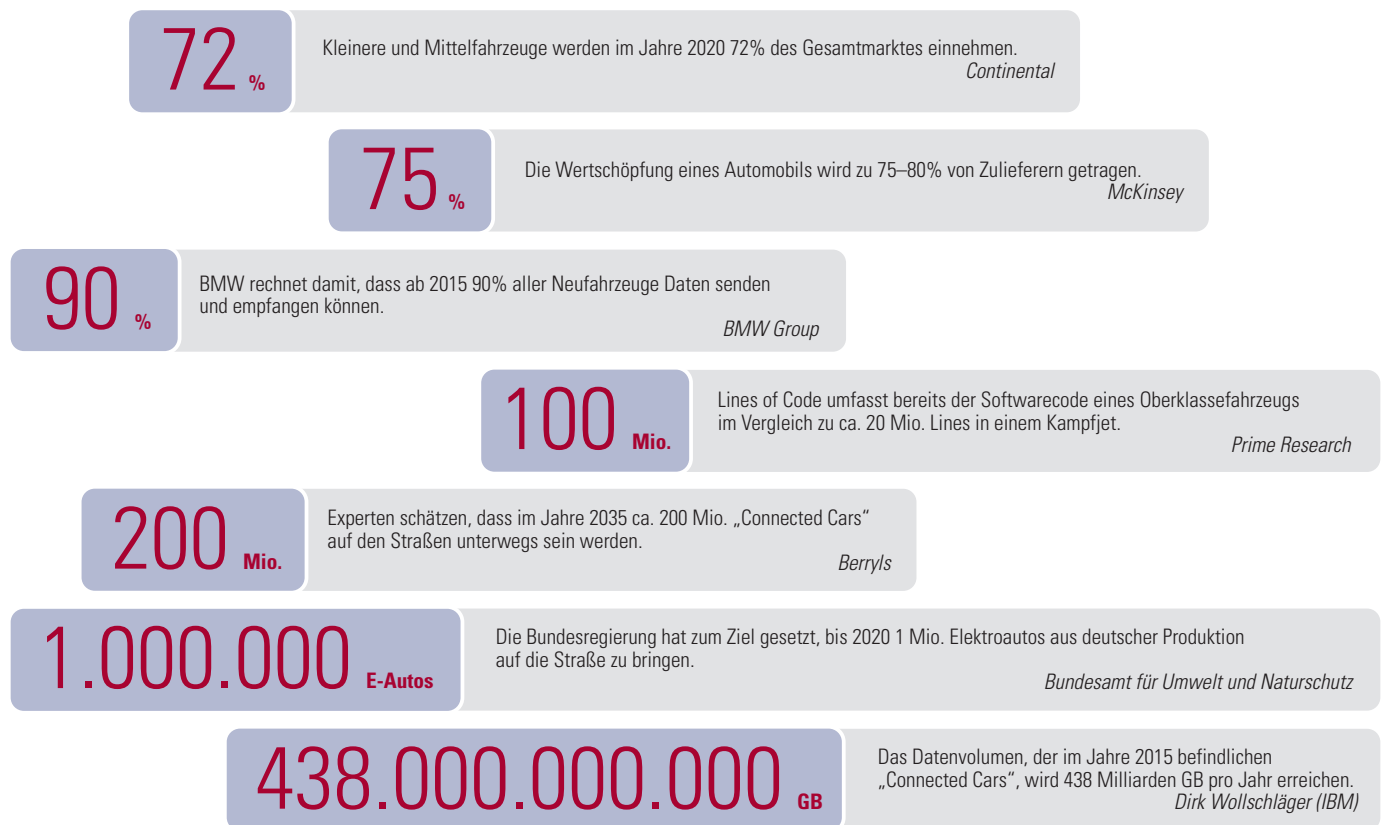 72 %
Kleinere und Mittelfahrzeuge werden im Jahre 2020 72% des Gesamtmarktes einnehmen.
Continental
75 %
Die Wertschöpfung eines Automobils wird zu 75–80% von Zulieferern getragen.
McKinsey
90 %
BMW rechnet damit, dass ab 2015 90% aller Neufahrzeuge Daten senden
und empfangen können.
BMW Group
100 Mio.
Lines of Code umfasst bereits der Softwarecode eines Oberklassefahrzeugs
im Vergleich zu ca. 20 Mio. Lines in einem Kampfjet.
Prime Research
200 Mio.
Experten schätzen, dass im Jahre 2035 ca. 200 Mio. „Connected Cars“
auf den Straßen unterwegs sein werden.
Berryls
1.000.000 E-Autos
Die Bundesregierung hat zum Ziel gesetzt, bis 2020 1 Mio. Elektroautos aus deutscher Produktion
auf die Straße zu bringen.
Bundesamt für Umwelt und Naturschutz
438.000.000.000 GB
Das Datenvolumen, der im Jahre 2015 befindlichen
„Connected Cars“, wird 438 Milliarden GB pro Jahr erreichen.
Dirk Wollschläger (IBM)